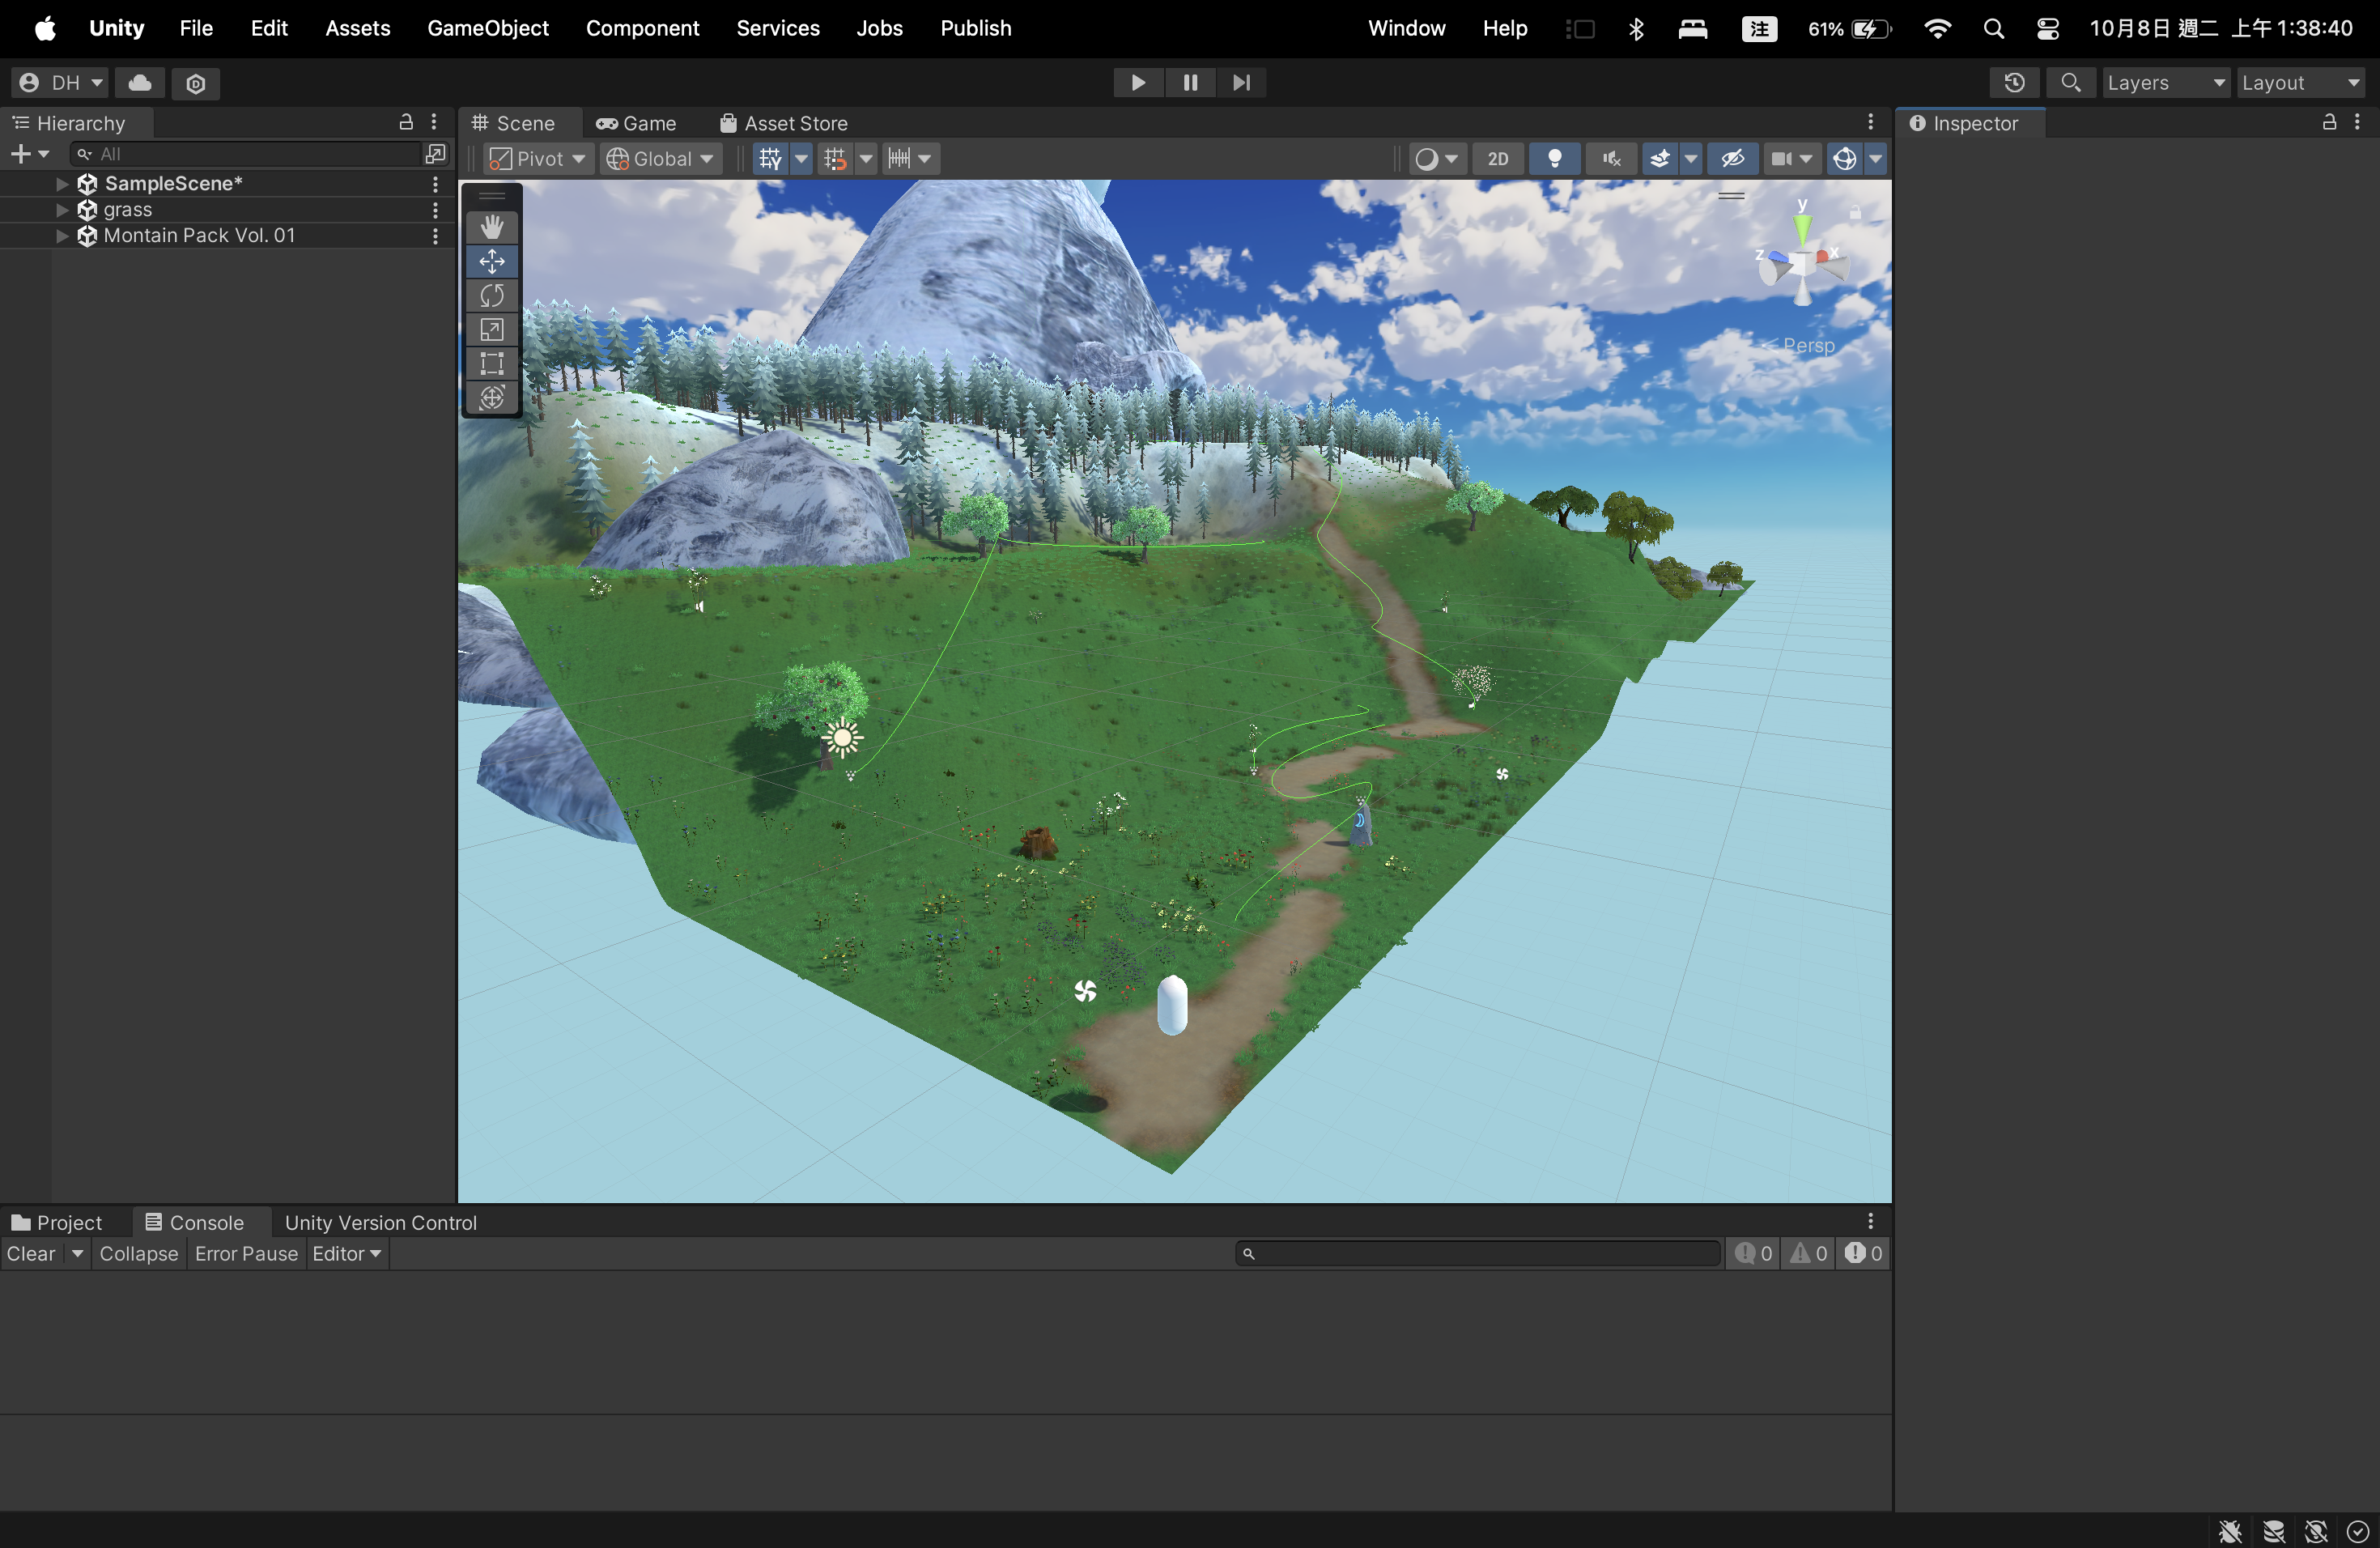 Unity File Edit Assets GameObject Component Services Jobs Publish Window Help 注 61% 10月8日 週二 上午 1:38:40
DH Layers Layout
Hierarchy Scene Game Asset Store Inspector
All Pivot Global 2D
SampleScene*
grass
Montain Pack Vol. 01
y
z x
Persp
Project Console Unity Version Control
Clear Collapse Error Pause Editor 0 0 0